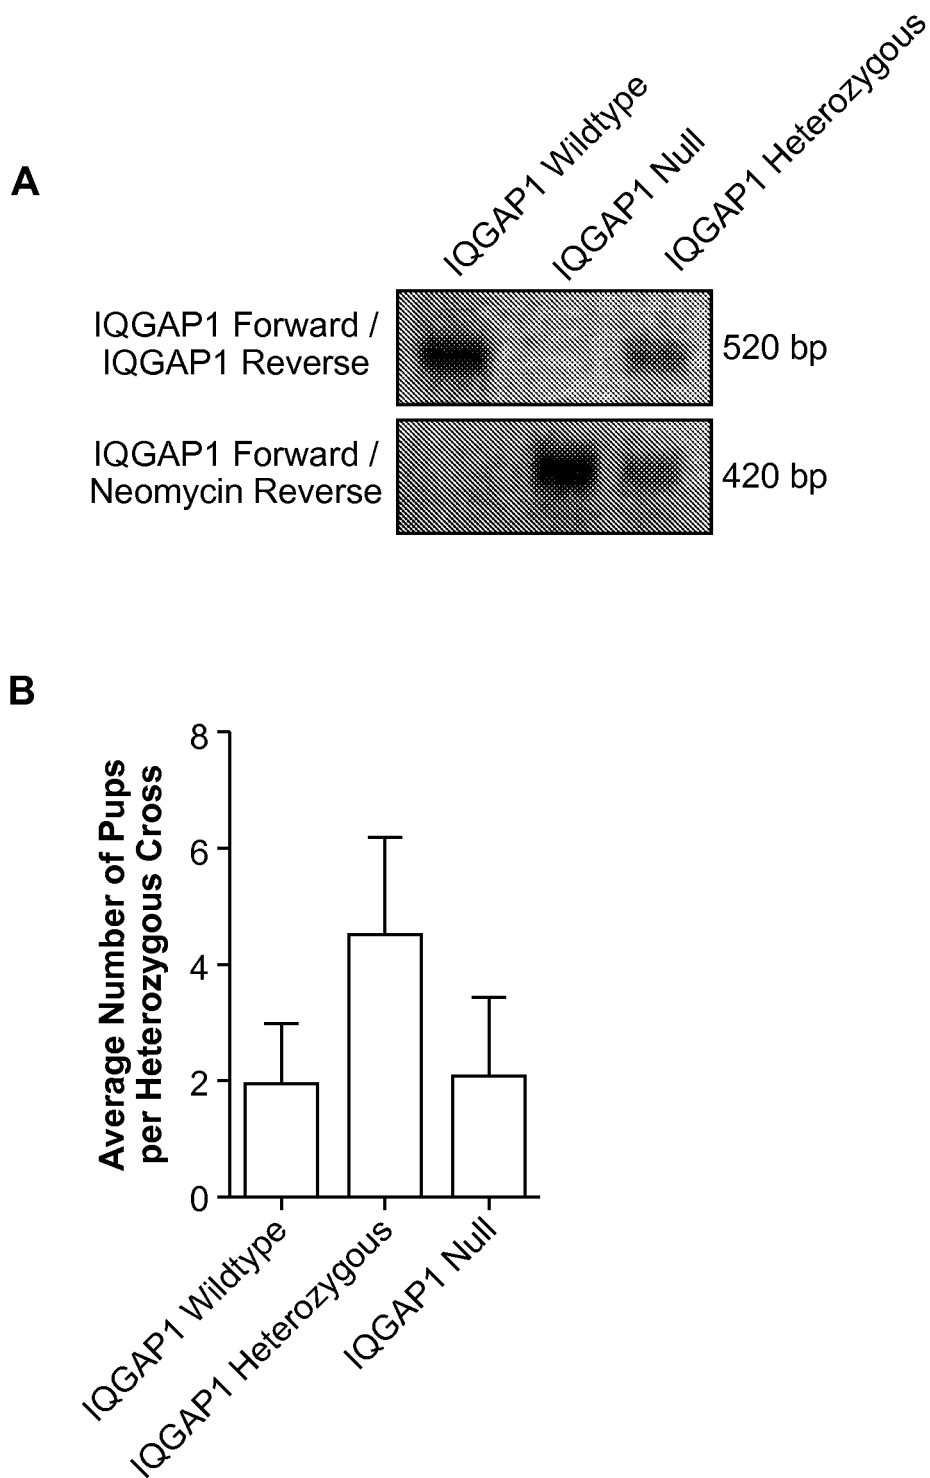 A
IQGAP1 Wildtype
IQGAP1 Null
IQGAP1 Heterozygous
IQGAP1 Forward /
IQGAP1 Reverse
520 bp
IQGAP1 Forward /
Neomycin Reverse
420 bp
B
Average Number of Pups
per Heterozygous Cross
8
6
4
2
0
IQGAP1 Wildtype
IQGAP1 Heterozygous
IQGAP1 Null